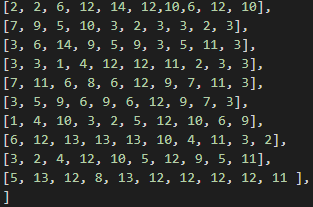 [2, 2, 6, 12, 14, 12,10,6, 12, 10],
[7, 9, 5, 10, 3, 2, 3, 3, 2, 3],
[3, 6, 14, 9, 5, 9, 3, 5, 11, 3],
[3, 3, 1, 4, 12, 12, 11, 2, 3, 3],
[7, 11, 6, 8, 6, 12, 9, 7, 11, 3],
[3, 5, 9, 6, 9, 6, 12, 9, 7, 3],
[1, 4, 10, 3, 2, 5, 12, 10, 6, 9],
[6, 12, 13, 13, 13, 10, 4, 11, 3, 2],
[3, 2, 4, 12, 10, 5, 12, 9, 5, 11],
[5, 13, 12, 8, 13, 12, 12, 12, 12, 11 ],
]